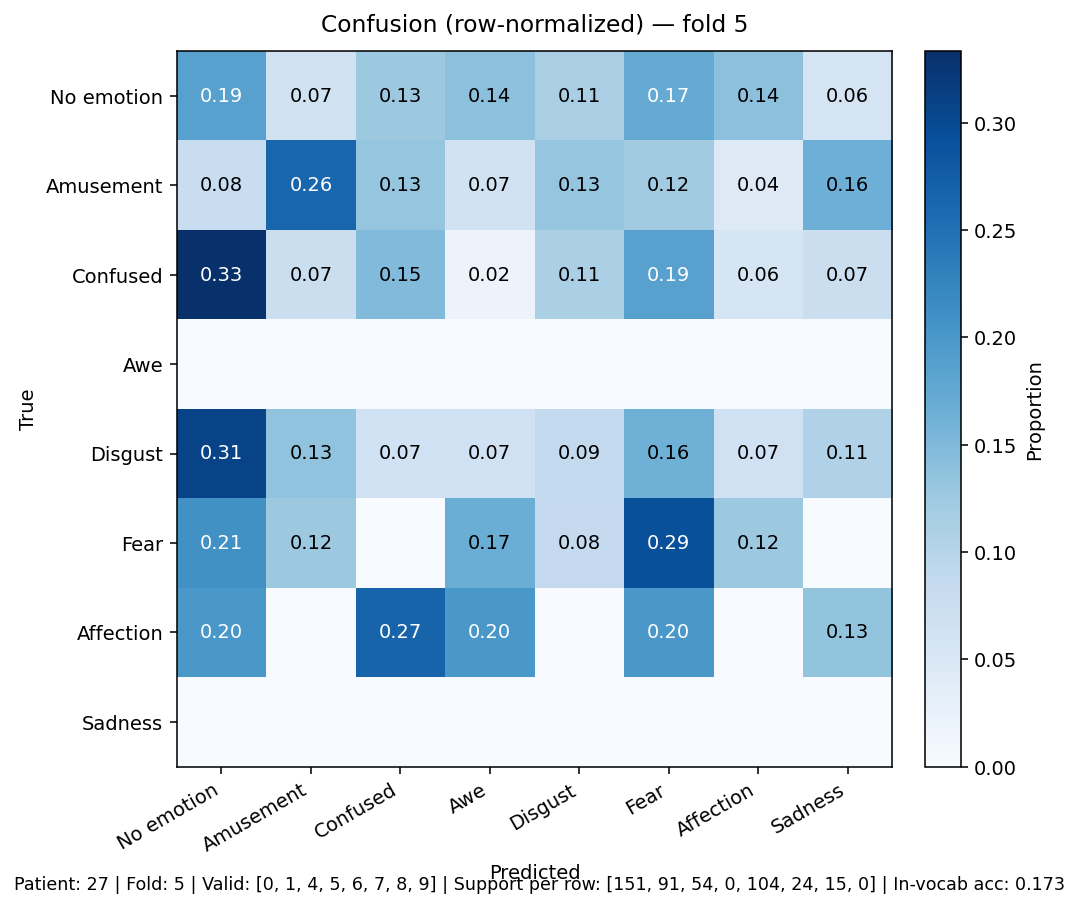 Confusion (row-normalized) — fold 5
No emotion 0.19 0.07 0.13 0.14 0.11 0.17 0.14 0.06
Amusement 0.08 0.26 0.13 0.07 0.13 0.12 0.04 0.16
Confused 0.33 0.07 0.15 0.02 0.11 0.19 0.06 0.07
Awe
Disgust 0.31 0.13 0.07 0.07 0.09 0.16 0.07 0.11
Fear 0.21 0.12 0.17 0.08 0.29 0.12
Affection 0.20 0.27 0.20 0.20 0.13
Sadness
True
No emotion Amusement Confused Awe Disgust Fear Affection Sadness
Predicted
0.30
0.25
0.20
0.15
0.10
0.05
0.00
Proportion
Patient: 27 | Fold: 5 | Valid: [0, 1, 4, 5, 6, 7, 8, 9] | Support per row: [151, 91, 54, 0, 104, 24, 15, 0] | In-vocab acc: 0.173